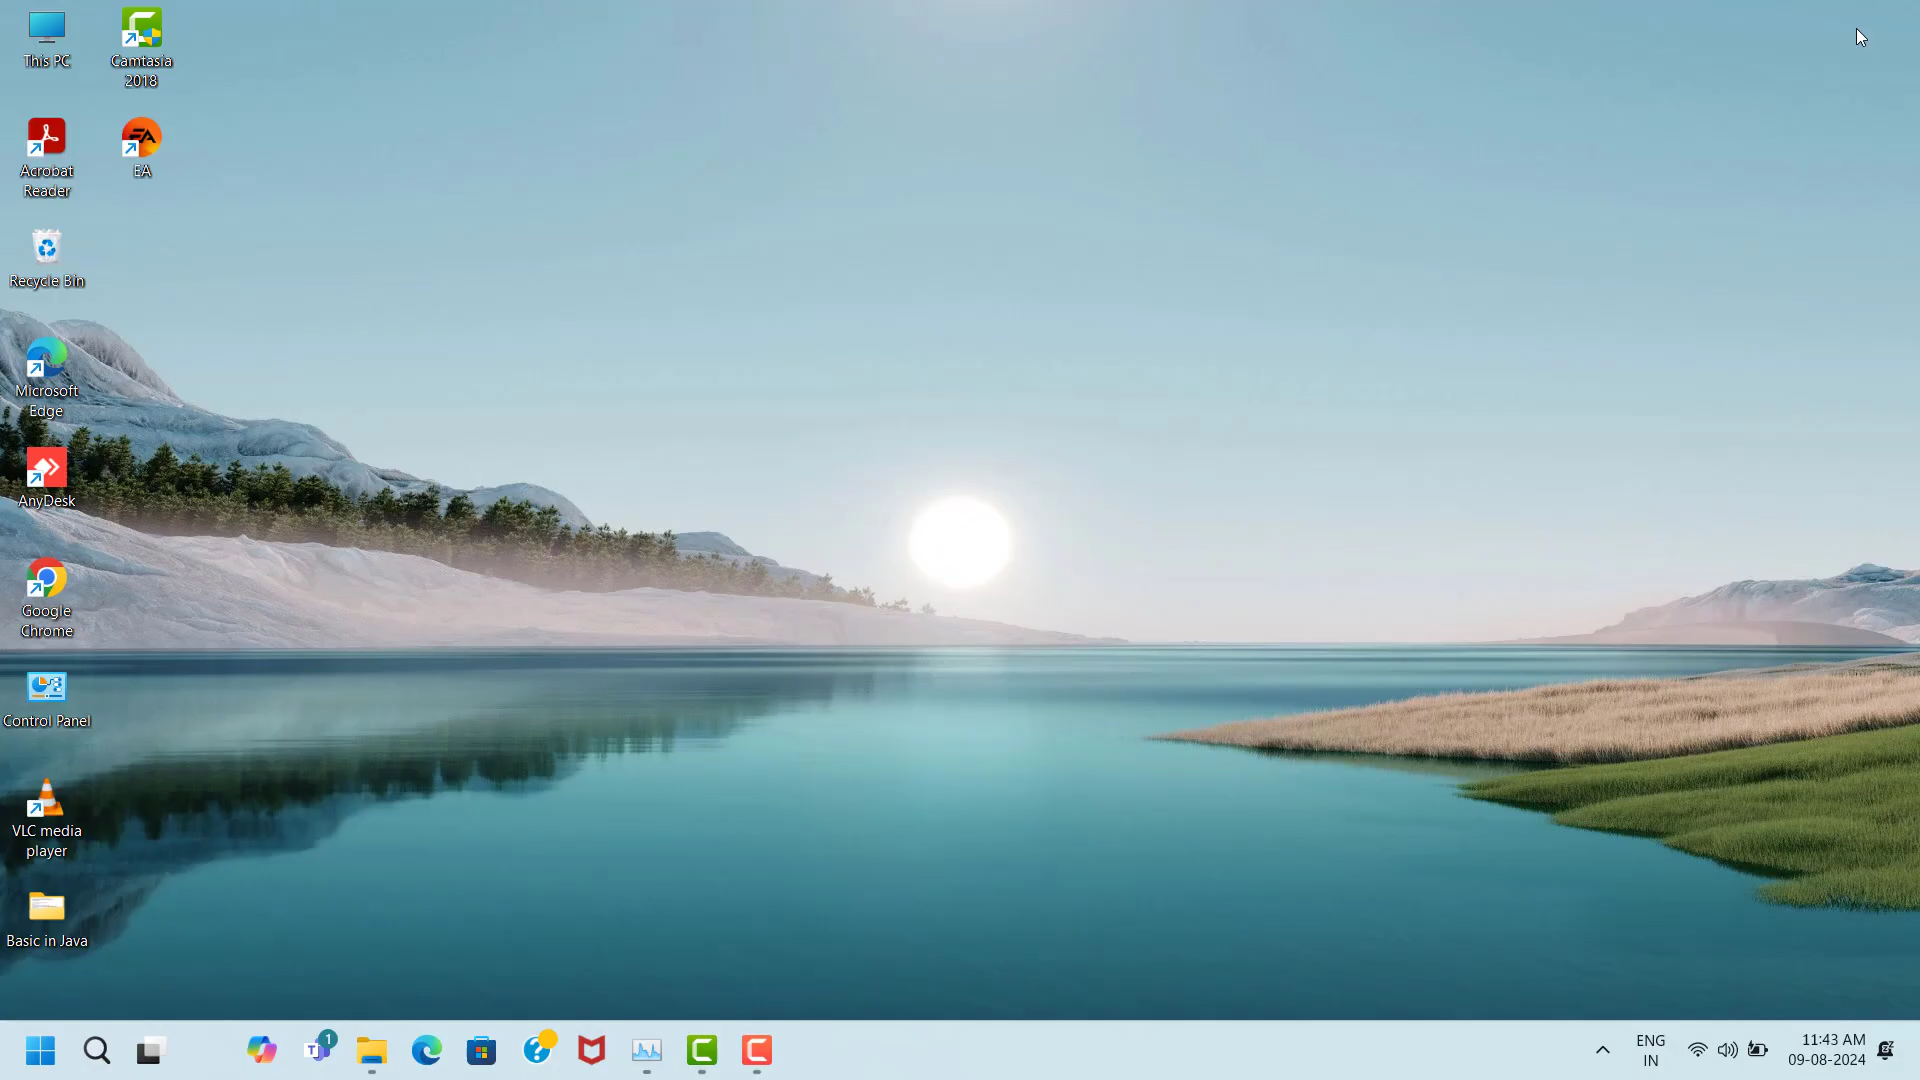 This PC
Camtasia
2018
Acrobat
Reader
EA
Recycle Bin
Microsoft
Edge
AnyDesk
Google
Chrome
Control Panel
VLC media
player
Basic in Java
1
ENG
IN
11:43 AM
09-08-2024